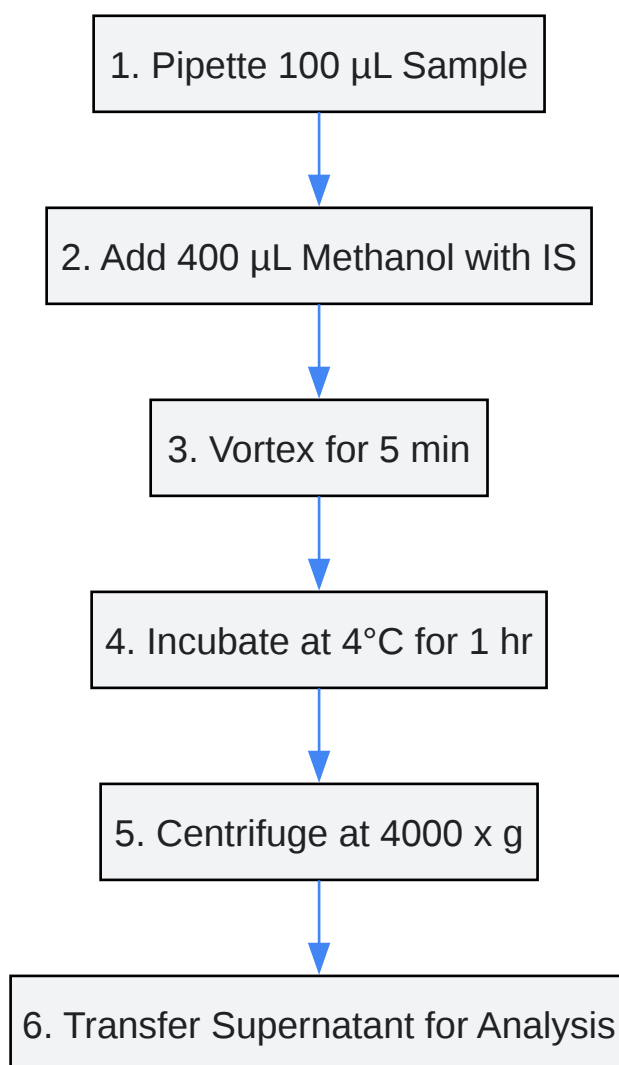 1. Pipette 100 µL Sample
2. Add 400 µL Methanol with IS
3. Vortex for 5 min
4. Incubate at 4°C for 1 hr
5. Centrifuge at 4000 x g
6. Transfer Supernatant for Analysis